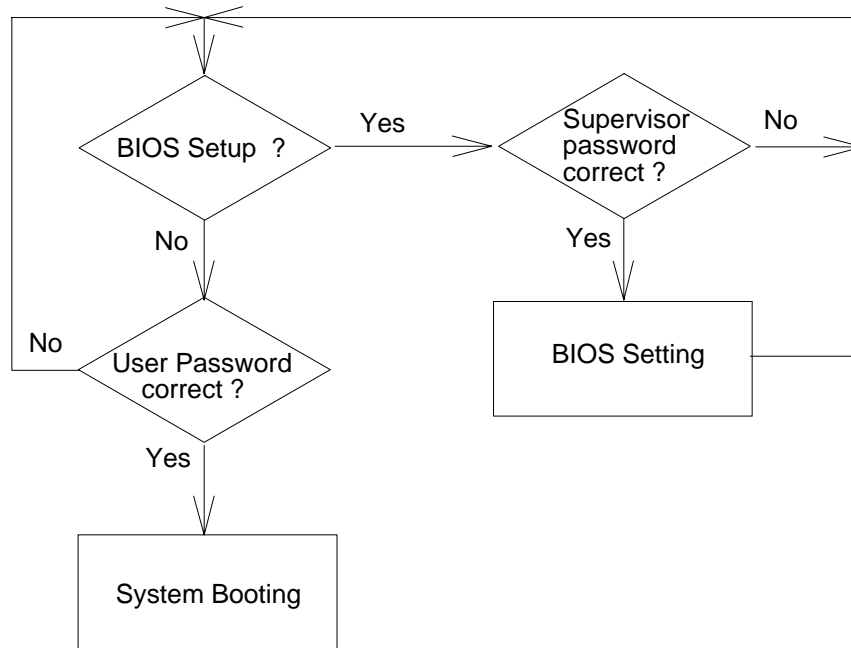 BIOS Setup ?
Yes
Supervisor
password
correct ?
No
No
Yes
No
User Password
correct ?
BIOS Setting
Yes
System Booting